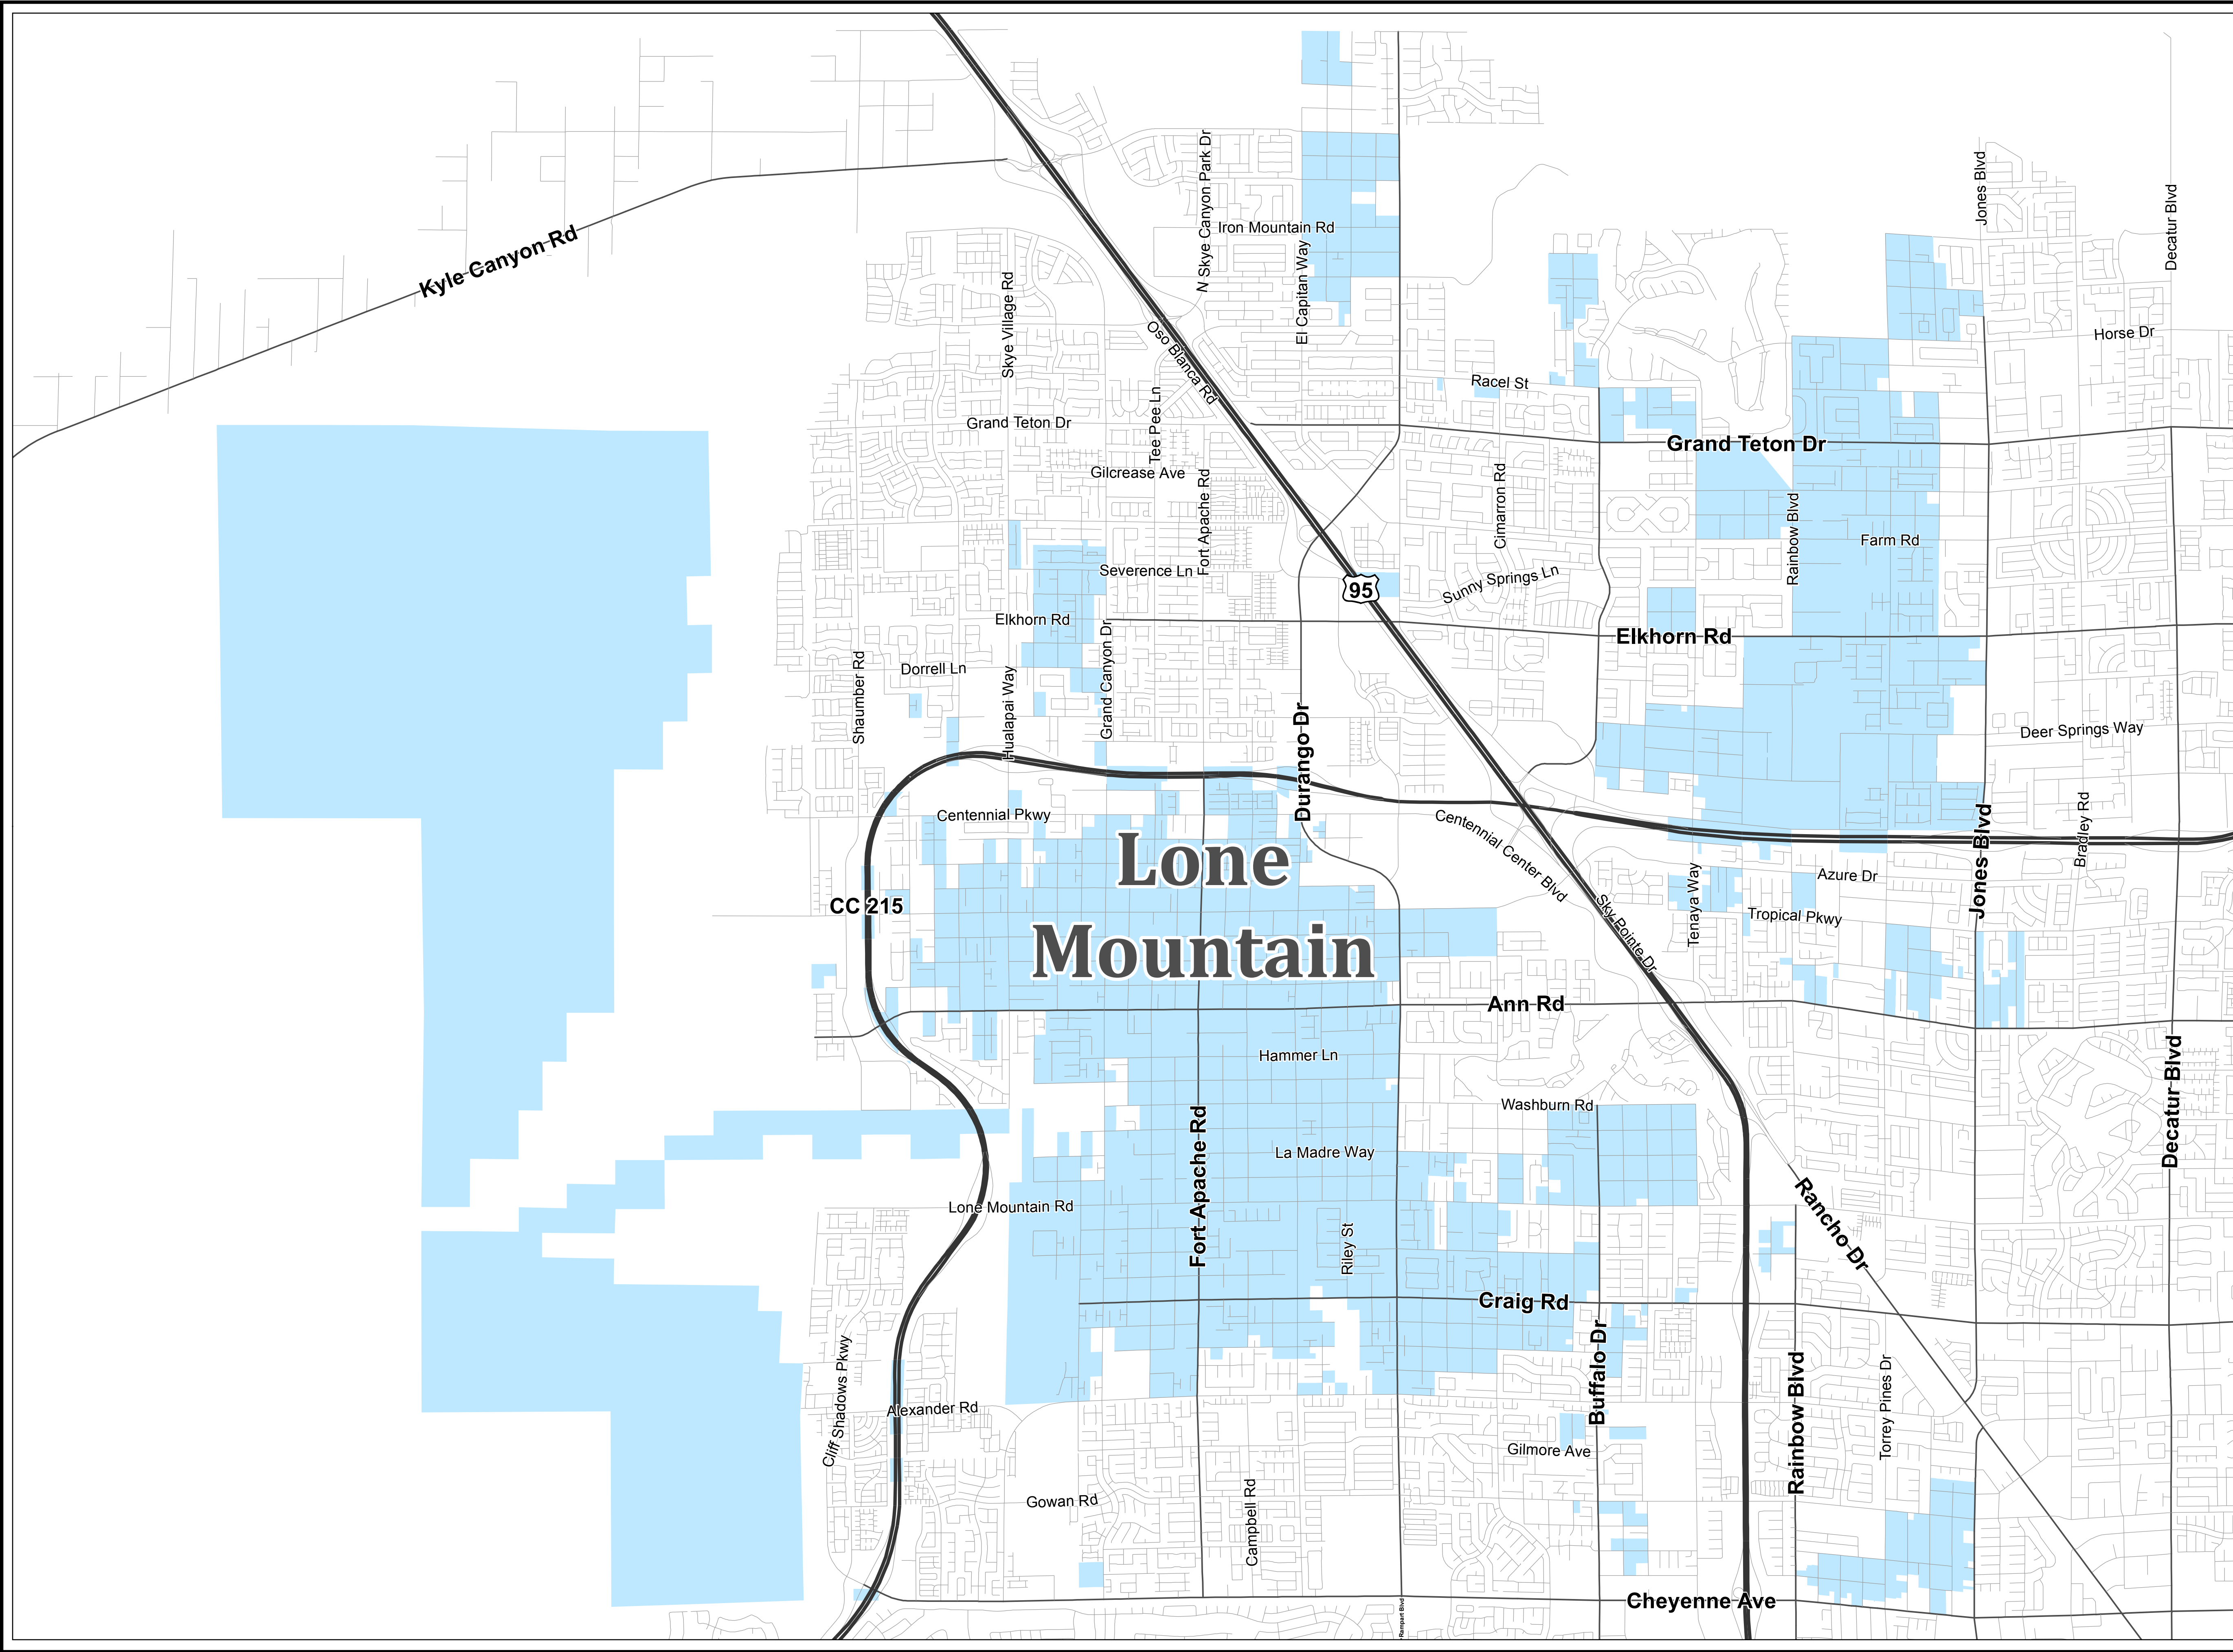 Kyle Canyon Rd
N Skye Canyon Park Dr
Iron Mountain Rd
El Capitan Way
Jones Blvd
Decatur Blvd
Skye Village Rd
Oso Blanca Rd
Horse Dr
Racel St
Tee Pee Ln
Grand Teton Dr
Grand Teton Dr
Gilcrease Ave
Fort Apache Rd
Cimarron Rd
Rainbow Blvd
Farm Rd
Severence Ln
Sunny Springs Ln
95
Elkhorn Rd
Elkhorn Rd
Grand Canyon Dr
Shaumber Rd
Dorrell Ln
Hualapai Way
Durango Dr
Deer Springs Way
Centennial Pkwy
Centennial Center Blvd
Jones Blvd
Bradley Rd
Lone
Mountain
CC 215
Azure Dr
Tenaya Way
Tropical Pkwy
Sky Pointe Dr
Ann Rd
Hammer Ln
Washburn Rd
Decatur Blvd
Fort Apache Rd
La Madre Way
Lone Mountain Rd
Riley St
Rancho Dr
Craig Rd
Buffalo Dr
Cliff Shadows Pkwy
Alexander Rd
Rainbow Blvd
Torrey Pines Dr
Gilmore Ave
Gowan Rd
Campbell Rd
Cheyenne Ave
Rampart Blvd